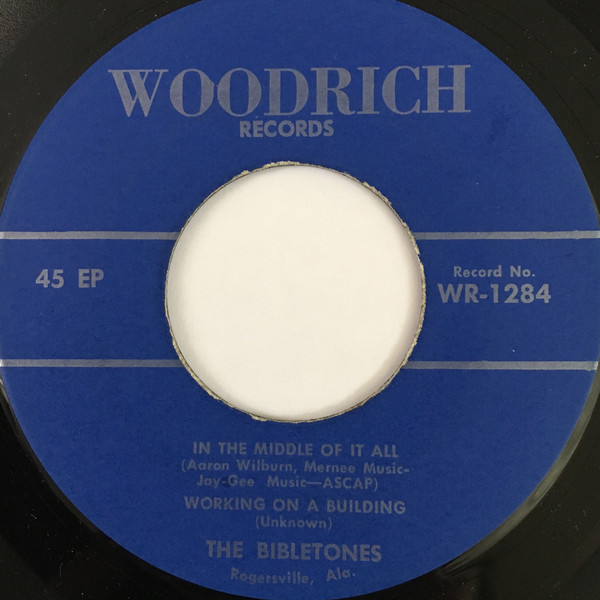 WOODRICH
RECORDS
45 EP
Record No.
WR-1284
IN THE MIDDLE OF IT ALL
(Aaron Wilburn, Mernee Music-
Jay-Gee Music—ASCAP)
WORKING ON A BUILDING
(Unknown)
THE BIBLETONES
Rogersville, Ala.